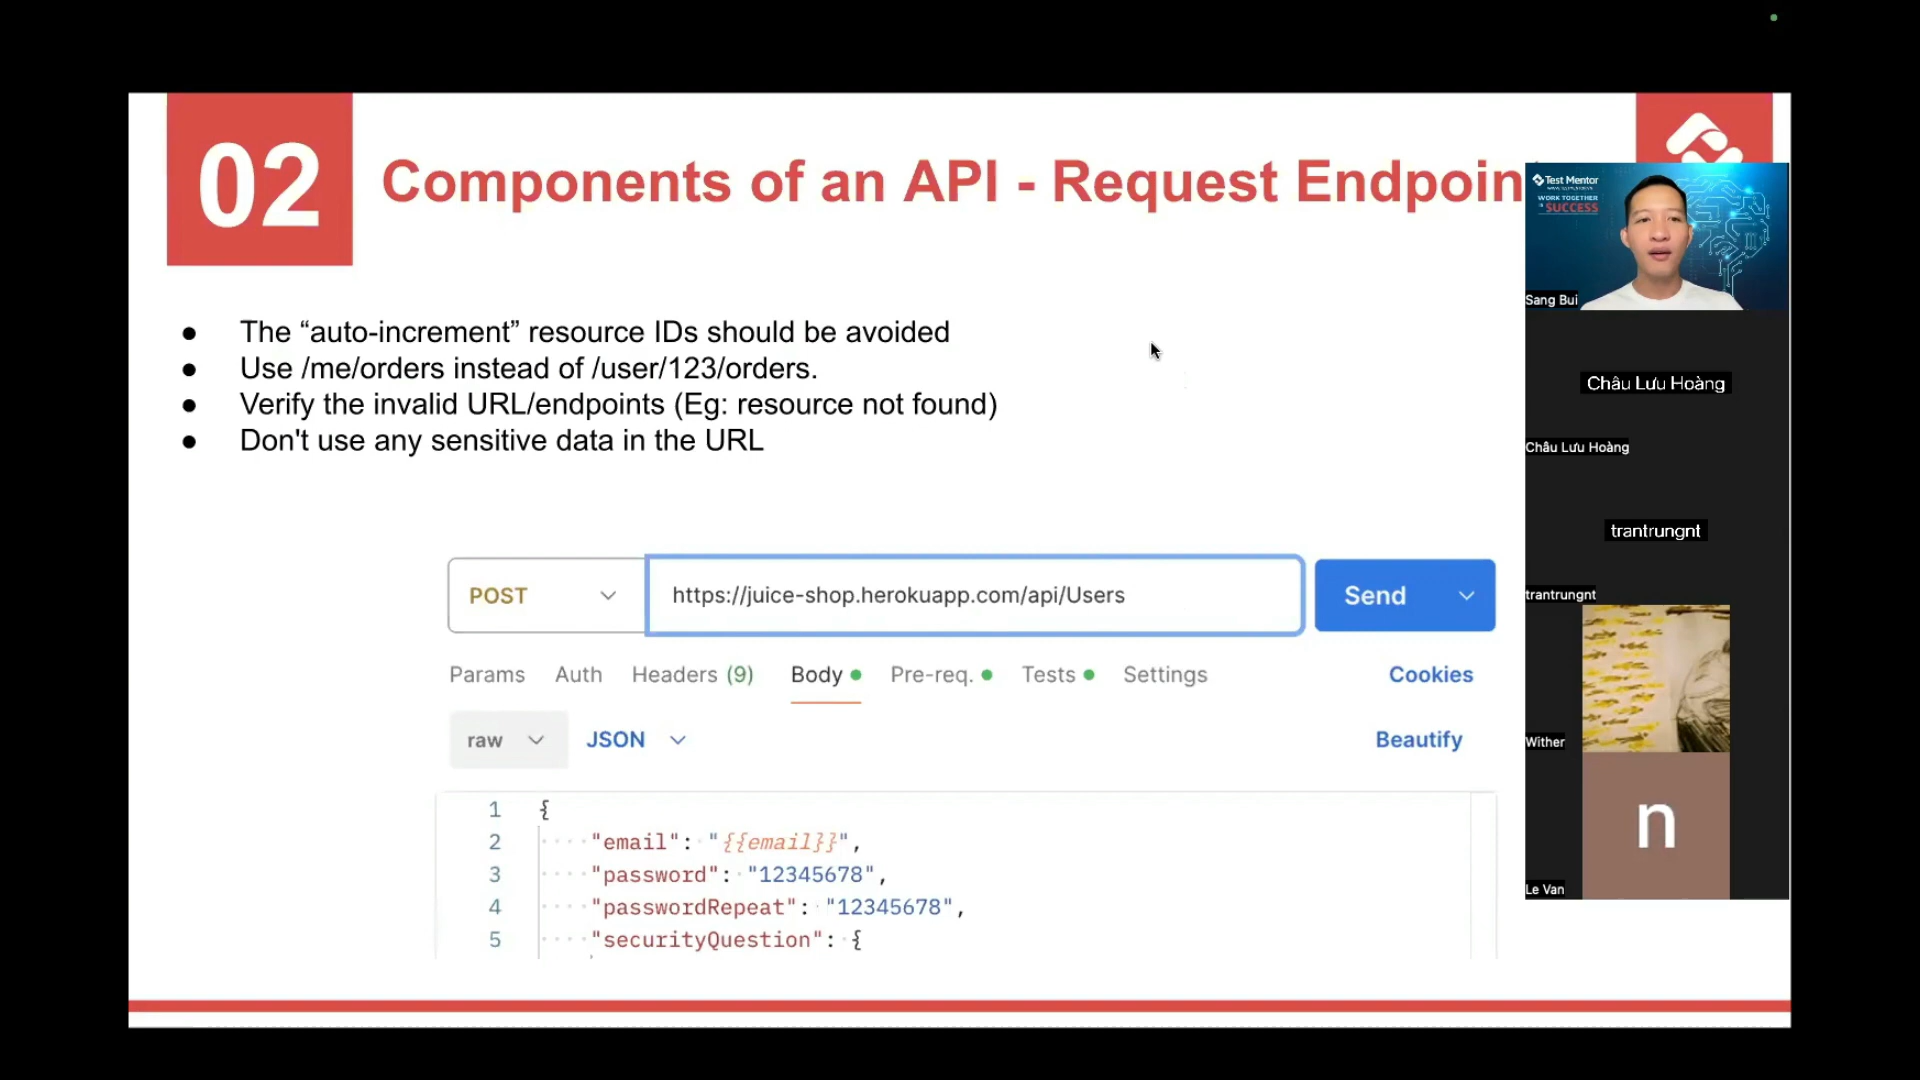 02
Components of an API - Request Endpoin
● The “auto-increment” resource IDs should be avoided
● Use /me/orders instead of /user/123/orders.
● Verify the invalid URL/endpoints (Eg: resource not found)
● Don't use any sensitive data in the URL
POST
https://juice-shop.herokuapp.com/api/Users
Send
Params Auth Headers (9) Body Pre-req. Tests Settings Cookies
raw JSON Beautify
1 {
2 "email": "{{email}}",
3 "password": "12345678",
4 "passwordRepeat": "12345678",
5 "securityQuestion": {
Test Mentor
WORK TOGETHER
SUCCESS
Sang Bui
Châu Lưu Hoàng
Châu Lưu Hoàng
trantrungnt
trantrungnt
Wither
n
Le Van